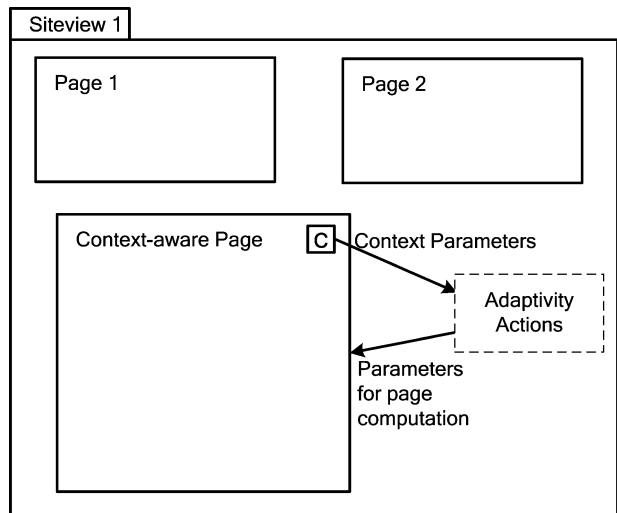 Siteview 1
Page 1
Page 2
Context-aware Page
C
Context Parameters
Adaptivity
Actions
Parameters
for page
computation